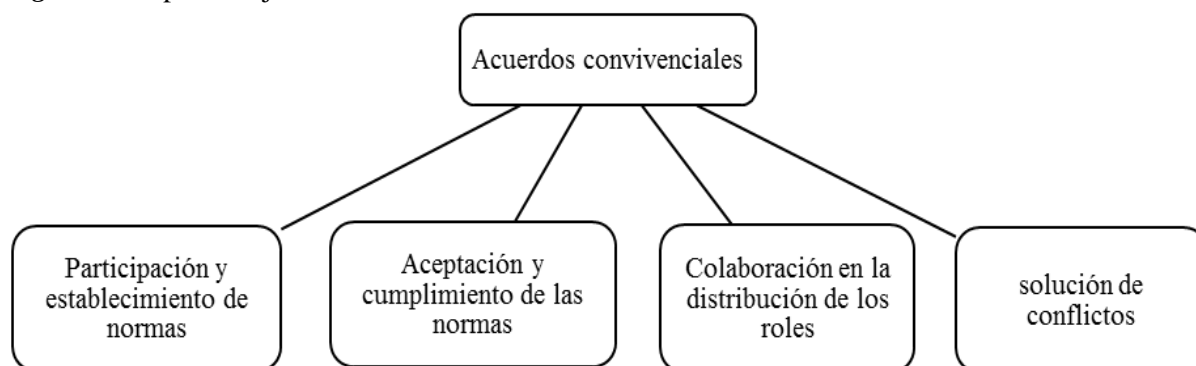 Acuerdos convivenciales
Participación y
establecimiento de
normas
Aceptación y
cumplimiento de las
normas
Colaboración en la
distribución de los
roles
solución de
conflictos